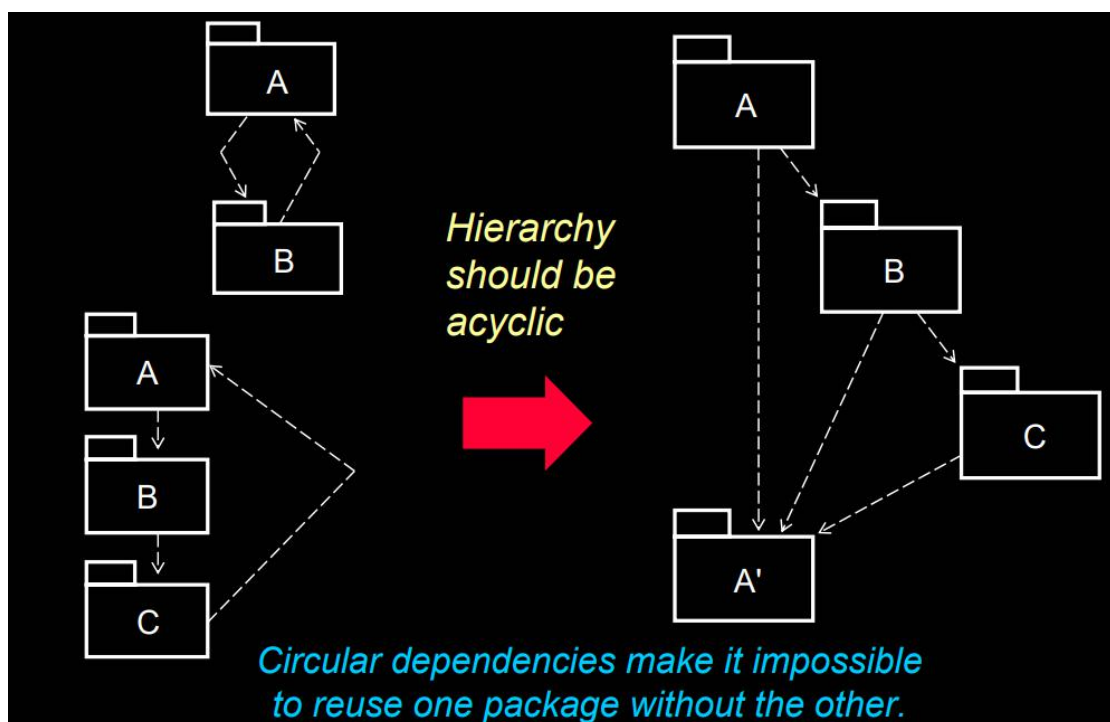 A
B
A
B
C
Hierarchy
should be
acyclic
A
B
C
A'
Circular dependencies make it impossible
to reuse one package without the other.